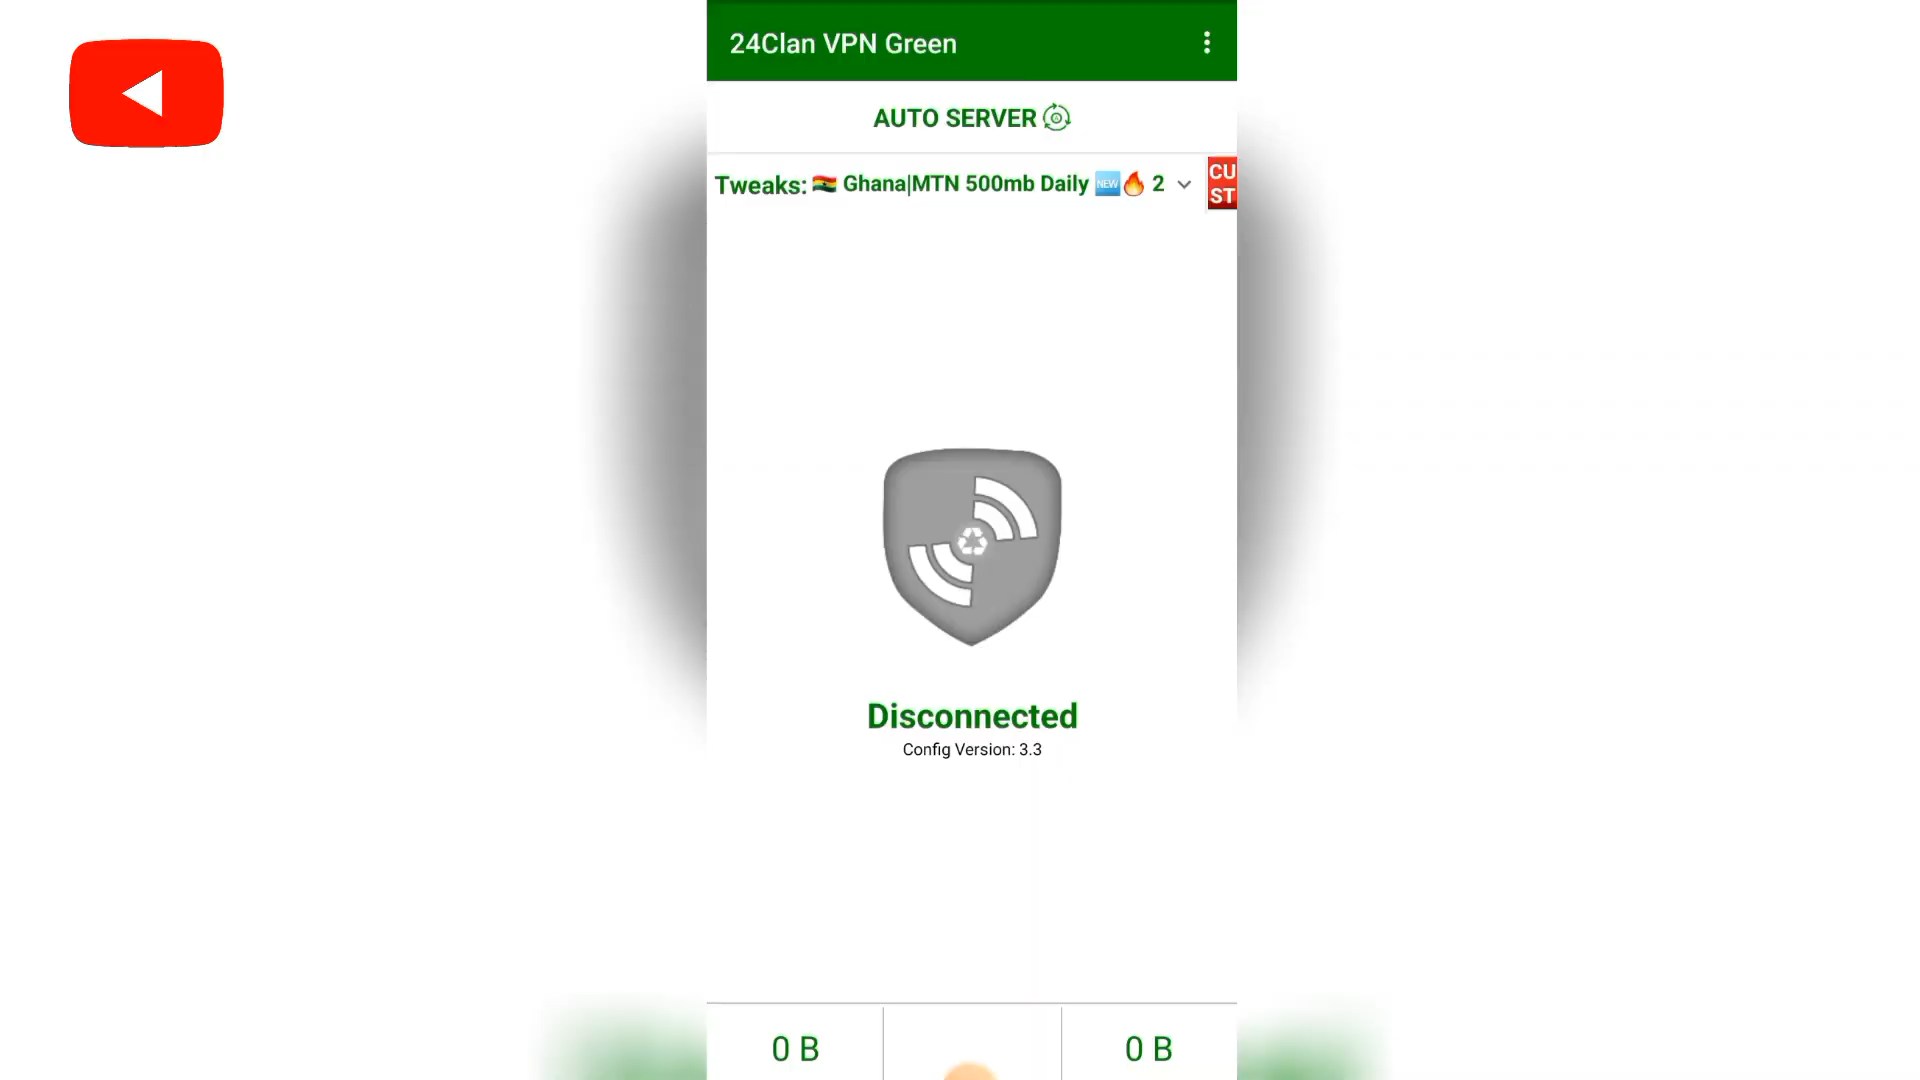 24Clan VPN Green
AUTO SERVER
Tweaks: 🇬🇭 Ghana|MTN 500mb Daily 🆕🔥 2
CU
ST
Disconnected
Config Version: 3.3
0 B
0 B